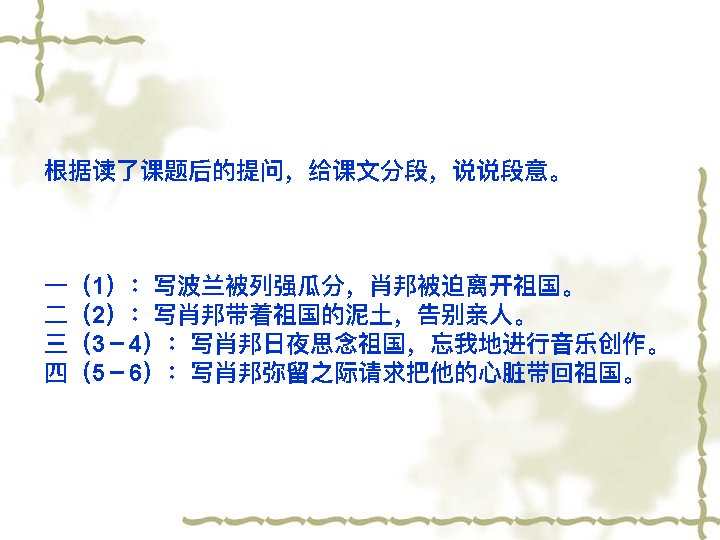 根据读了课题后的提问，给课文分段，说说段意。
一（1）：写波兰被列强瓜分，肖邦被迫离开祖国。
二（2）：写肖邦带着祖国的泥土，告别亲人。
三（3－4）：写肖邦日夜思念祖国，忘我地进行音乐创作。
四（5－6）：写肖邦弥留之际请求把他的心脏带回祖国。